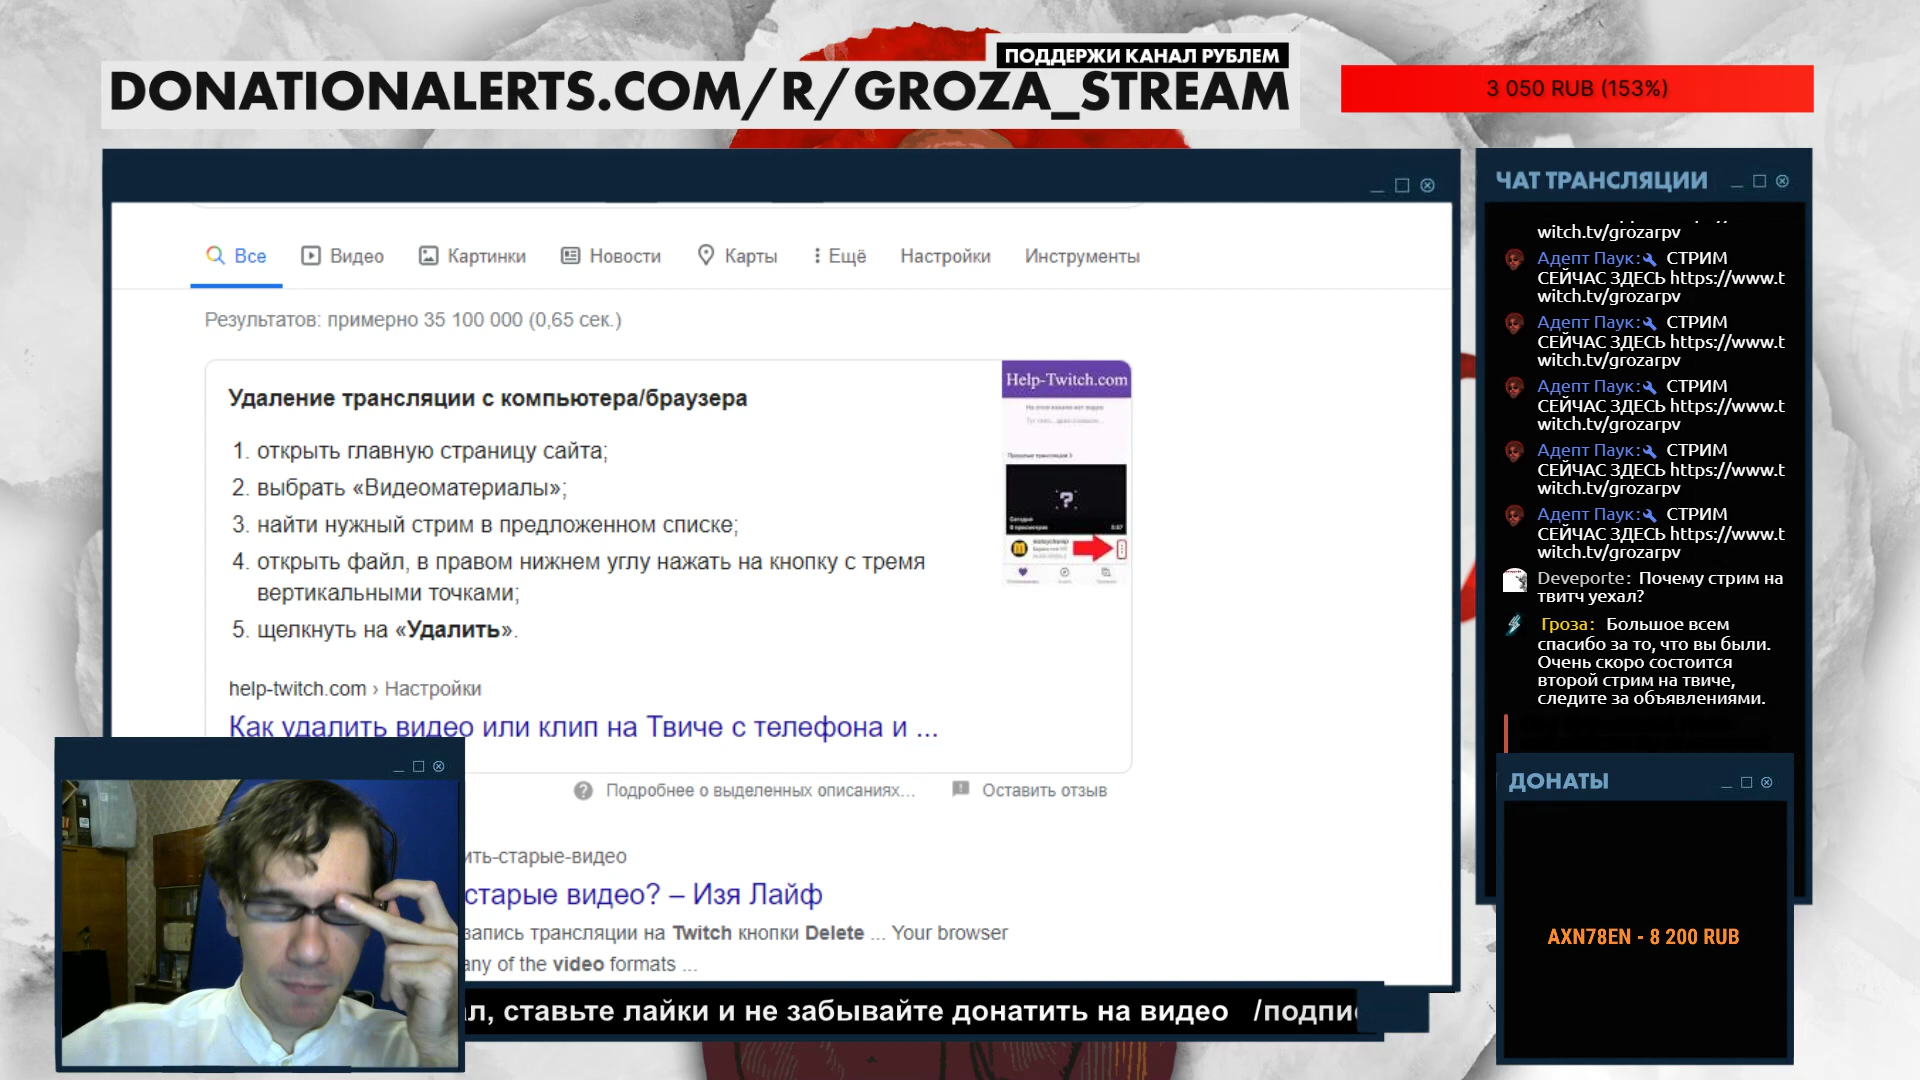 ПОДДЕРЖИ КАНАЛ РУБЛЕМ
DONATIONALERTS.COM/R/GROZA_STREAM
3 050 RUB (153%)
Все
Видео
Картинки
Новости
Карты
Ещё
Настройки
Инструменты
Результатов: примерно 35 100 000 (0,65 сек.)
Удаление трансляции с компьютера/браузера
1. открыть главную страницу сайта;
2. выбрать «Видеоматериалы»;
3. найти нужный стрим в предложенном списке;
4. открыть файл, в правом нижнем углу нажать на кнопку с тремя
вертикальными точками;
5. щелкнуть на «Удалить».
Help-Twitch.com
help-twitch.com › Настройки
Как удалить видео или клип на Твиче с телефона и ...
Подробнее о выделенных описаниях...
Оставить отзыв
ить-старые-видео
старые видео? – Изя Лайф
запись трансляции на Twitch кнопки Delete ... Your browser
any of the video formats ...
л, ставьте лайки и не забывайте донатить на видео /подпи
ЧАТ ТРАНСЛЯЦИИ
witch.tv/grozarpv
Адепт Паук: СТРИМ
СЕЙЧАС ЗДЕСЬ https://www.t
witch.tv/grozarpv
Адепт Паук: СТРИМ
СЕЙЧАС ЗДЕСЬ https://www.t
witch.tv/grozarpv
Адепт Паук: СТРИМ
СЕЙЧАС ЗДЕСЬ https://www.t
witch.tv/grozarpv
Адепт Паук: СТРИМ
СЕЙЧАС ЗДЕСЬ https://www.t
witch.tv/grozarpv
Адепт Паук: СТРИМ
СЕЙЧАС ЗДЕСЬ https://www.t
witch.tv/grozarpv
Deveporte: Почему стрим на
твитч уехал?
Гроза: Большое всем
спасибо за то, что вы были.
Очень скоро состоится
второй стрим на твиче,
следите за объявлениями.
ДОНАТЫ
AXN78EN - 8 200 RUB